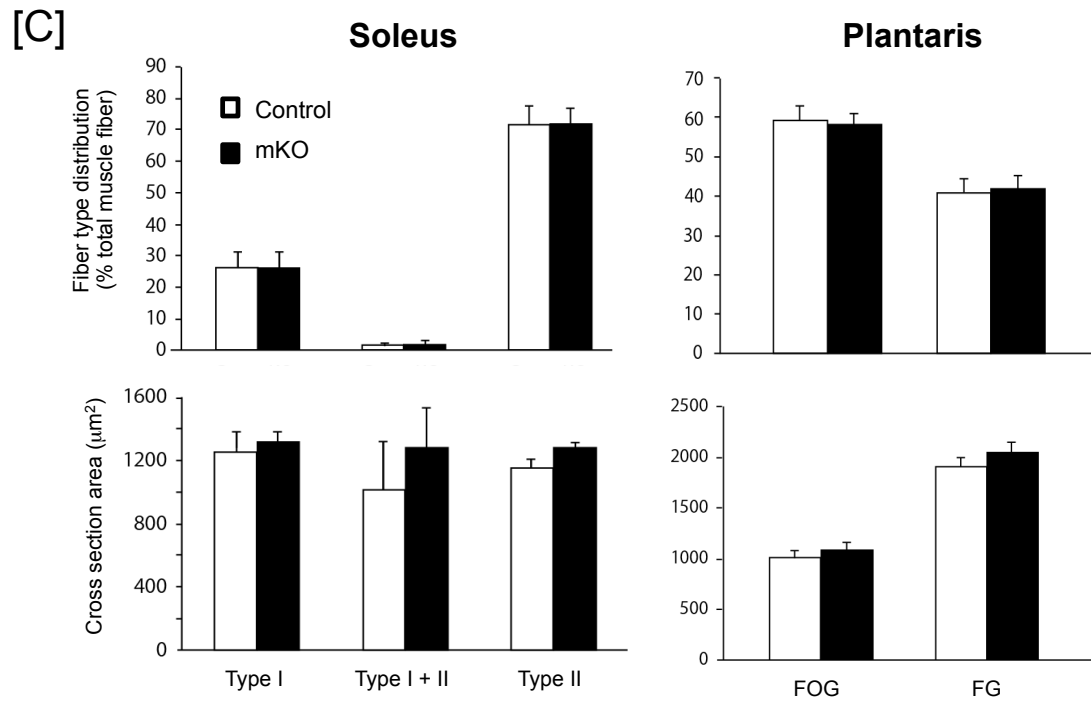 [C]
Soleus
Plantaris
Control
mKO
Fiber type distribution
(% total muscle fiber)
90
80
70
60
50
40
30
20
10
0
70
60
50
40
30
20
10
0
Cross section area (μm²)
1600
1200
800
400
0
2500
2000
1500
1000
500
0
Type I
Type I + II
Type II
FOG
FG